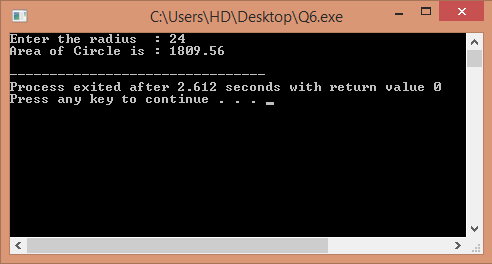 C:\Users\HD\Desktop\Q6.exe
Enter the radius  : 24
Area of Circle is : 1809.56
--------------------------------
Process exited after 2.612 seconds with return value 0
Press any key to continue . . . _